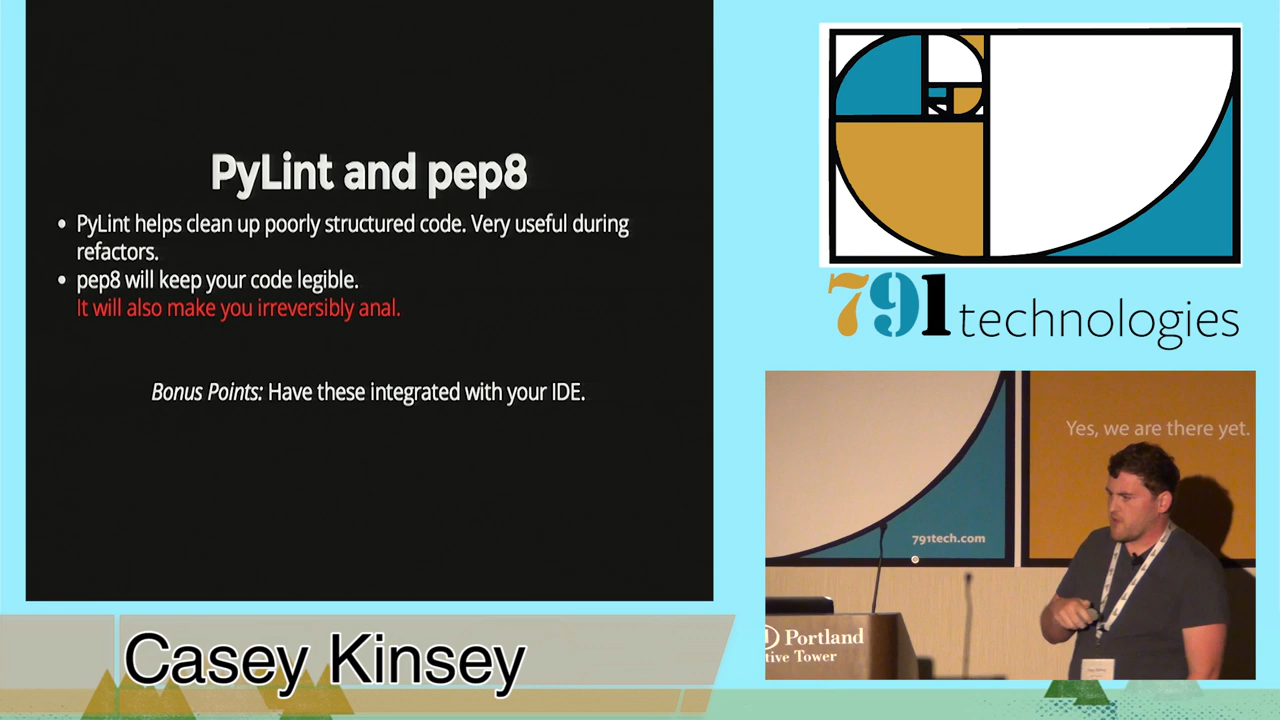 PyLint and pep8
• PyLint helps clean up poorly structured code. Very useful during
refactors.
• pep8 will keep your code legible.
It will also make you irreversibly anal.
Bonus Points: Have these integrated with your IDE.
791 technologies
Yes, we are there yet.
791tech.com
Portland
tive Tower
Casey Kinsey